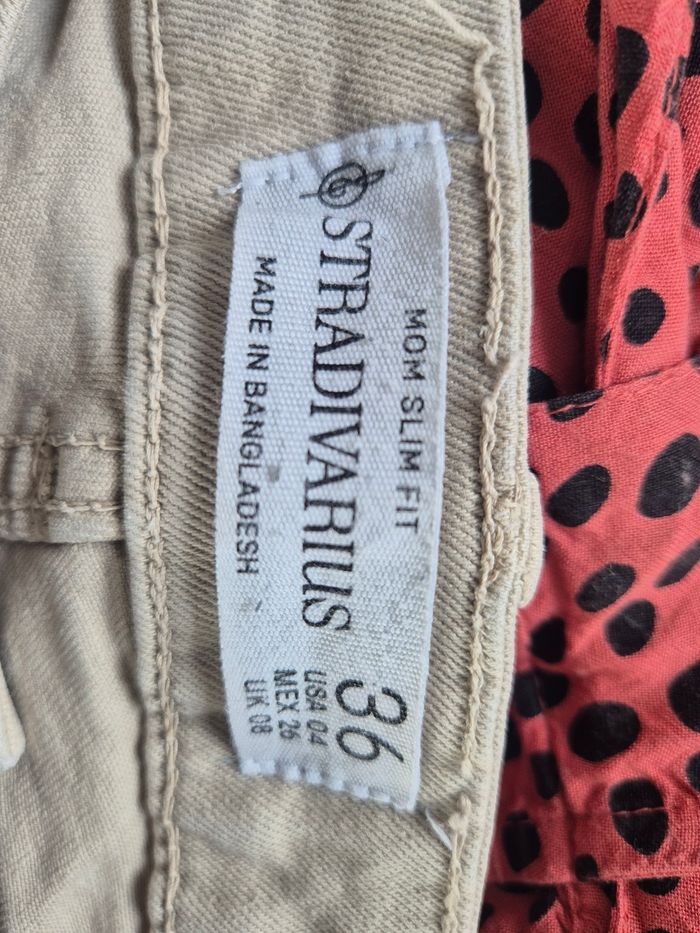 MOM SLIM FIT
STRADIVARIUS
MADE IN BANGLADESH
36
USA 04
MEX 26
UK 08